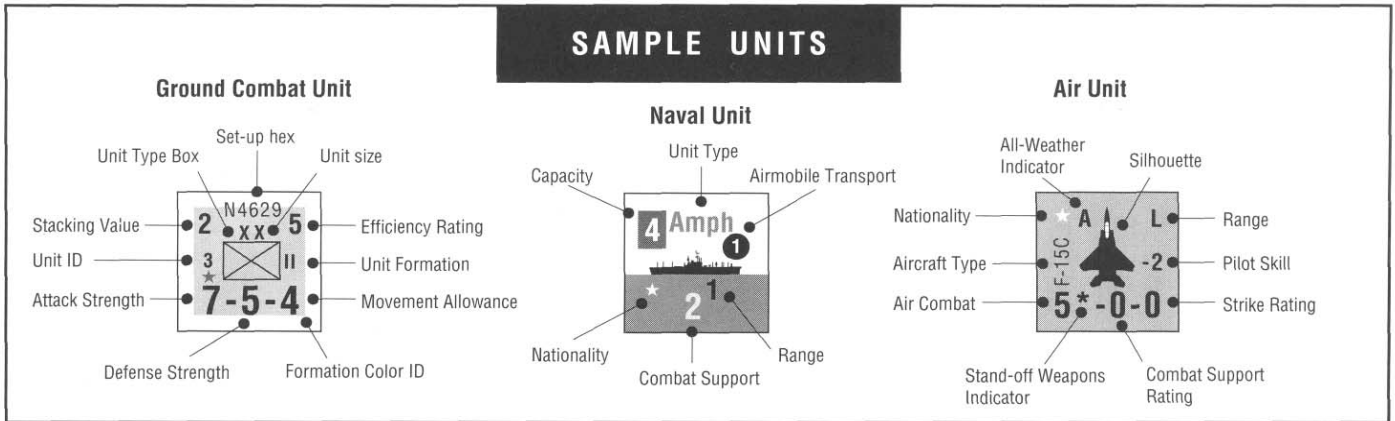 SAMPLE UNITS
Ground Combat Unit
Set-up hex
Unit Type Box
Unit size
Stacking Value
Efficiency Rating
Unit ID
Unit Formation
Attack Strength
Movement Allowance
Defense Strength
Formation Color ID
N4629
2 XX 5
3 II
7-5-4
Naval Unit
Unit Type
Capacity
Airmobile Transport
4 Amph
1
1
2
Nationality
Range
Combat Support
Air Unit
All-Weather
Indicator
Silhouette
Nationality
Range
Aircraft Type
Pilot Skill
Air Combat
Strike Rating
Stand-off Weapons
Indicator
Combat Support
Rating
A L
F-15C
-2
5*-0-0